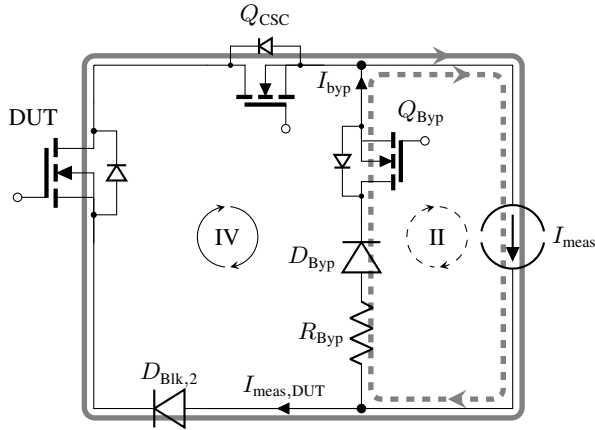 Q_CSC
I_byp
Q_Byp
DUT
IV
II
I_meas
D_Byp
R_Byp
D_Blk,2
I_meas,DUT